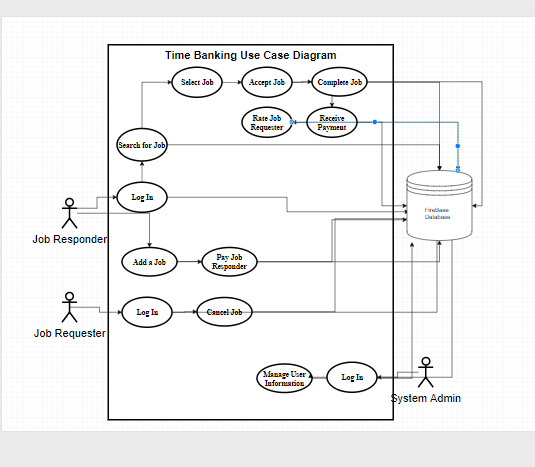 Time Banking Use Case Diagram
Select Job
Accept Job
Complete Job
Rate Job
Requester
Receive
Payment
Search for Job
FireBase
Database
Log In
Job Responder
Add a Job
Pay Job
Responder
Log In
Cancel Job
Job Requester
Manage User
Information
Log In
System Admin